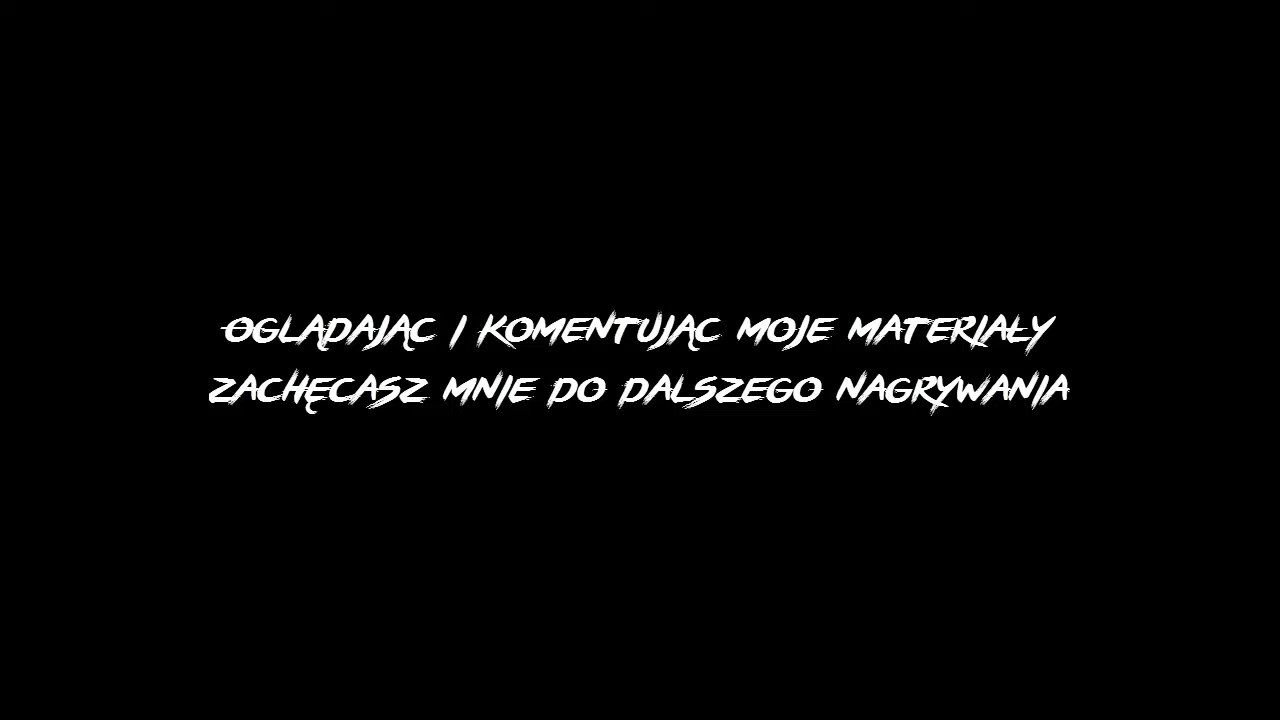 OGLĄDAJĄC I KOMENTUJĄC MOJE MATERIAŁY
ZACHĘCASZ MNIE DO DALSZEGO NAGRYWANIA